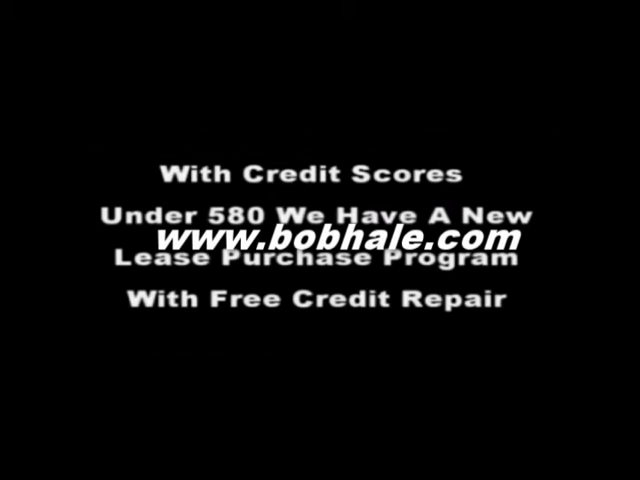 With Credit Scores
Under 580 We Have A New
www.bobhale.com
Lease Purchase Program
With Free Credit Repair